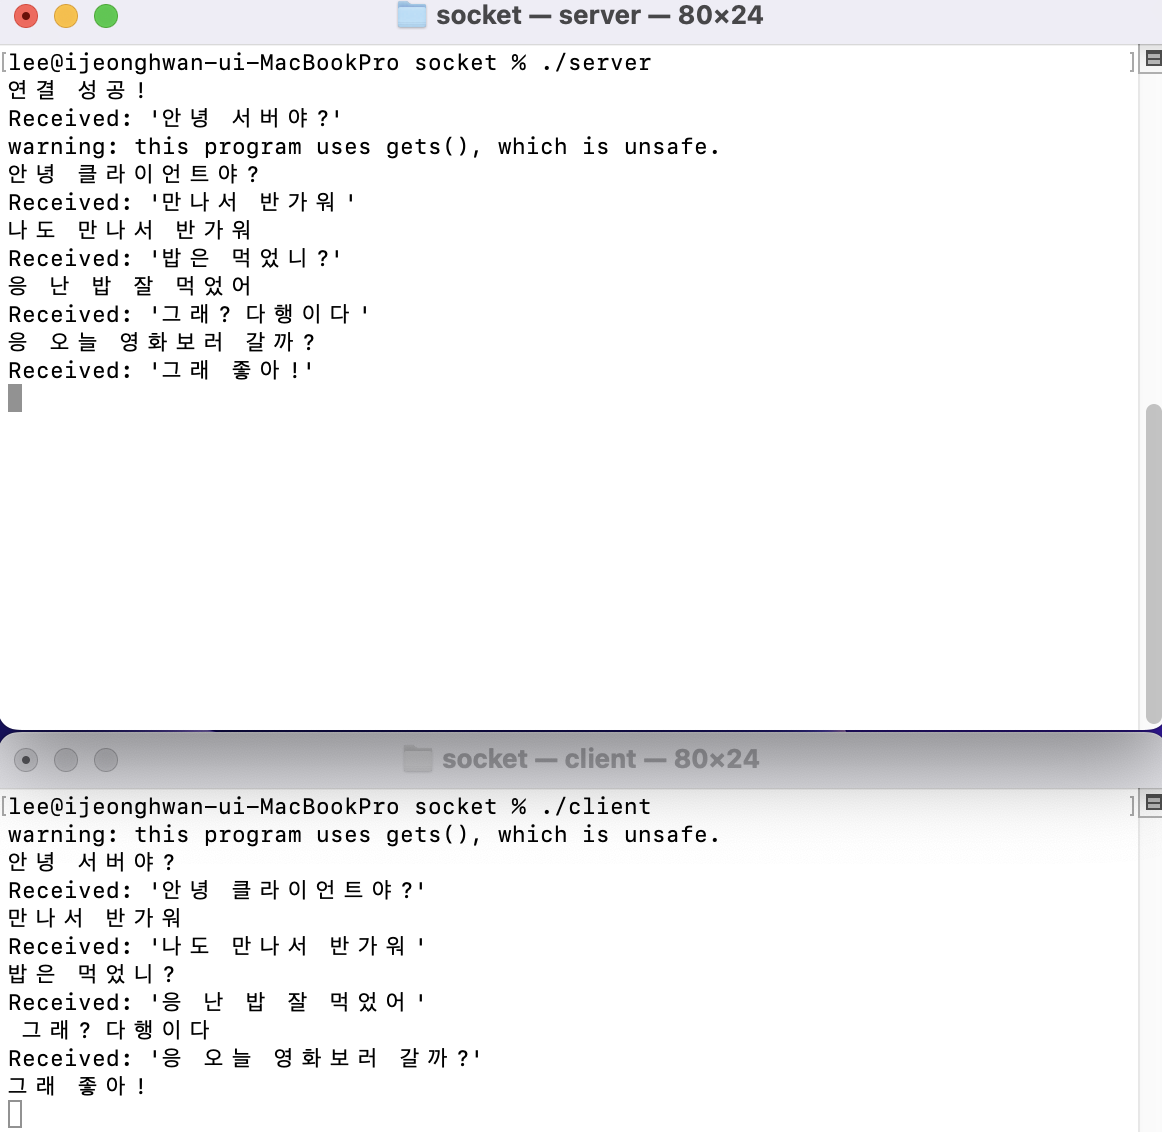 socket — server — 80×24
lee@ijeonghwan-ui-MacBookPro socket % ./server
연결 성공!
Received: '안녕 서버야?'
warning: this program uses gets(), which is unsafe.
안녕 클라이언트야?
Received: '만나서 반가워'
나도 만나서 반가워
Received: '밥은 먹었니?'
응 난 밥 잘 먹었어
Received: '그래? 다행이다'
응 오늘 영화보러 갈까?
Received: '그래 좋아!'
socket — client — 80×24
lee@ijeonghwan-ui-MacBookPro socket % ./client
warning: this program uses gets(), which is unsafe.
안녕 서버야?
Received: '안녕 클라이언트야?'
만나서 반가워
Received: '나도 만나서 반가워'
밥은 먹었니?
Received: '응 난 밥 잘 먹었어'
그래? 다행이다
Received: '응 오늘 영화보러 갈까?'
그래 좋아!